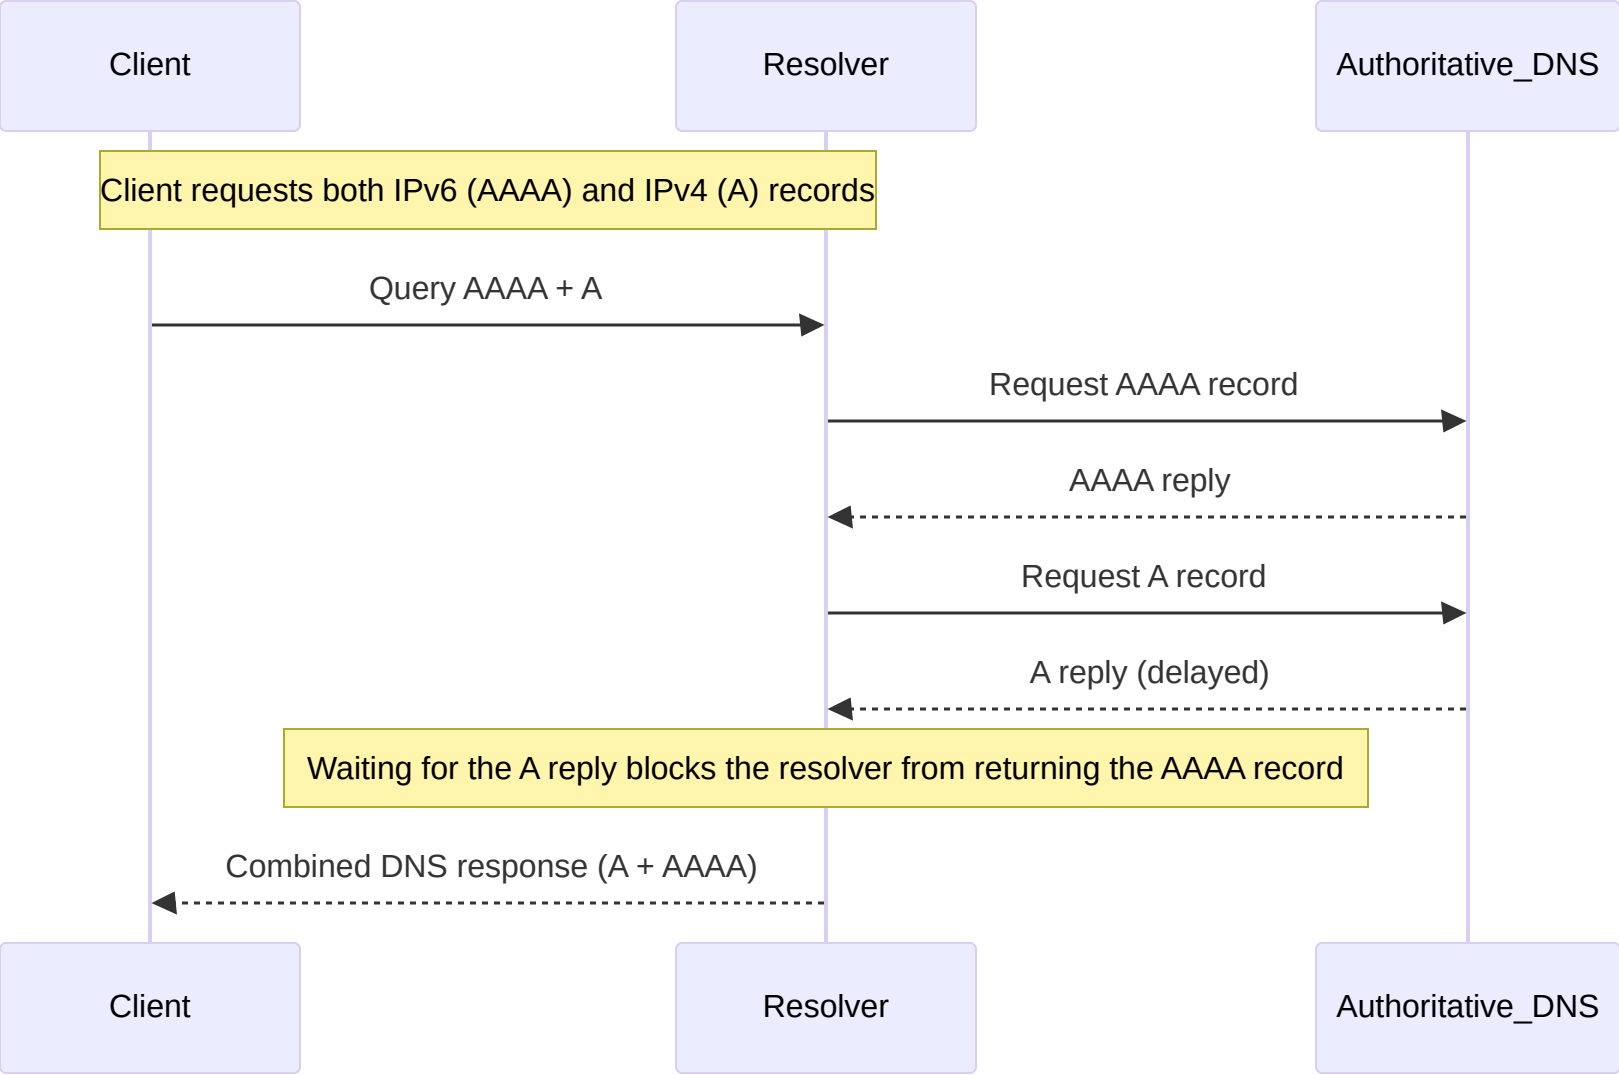 Client
Resolver
Authoritative_DNS
Client requests both IPv6 (AAAA) and IPv4 (A) records
Query AAAA + A
Request AAAA record
AAAA reply
Request A record
A reply (delayed)
Waiting for the A reply blocks the resolver from returning the AAAA record
Combined DNS response (A + AAAA)
Client
Resolver
Authoritative_DNS